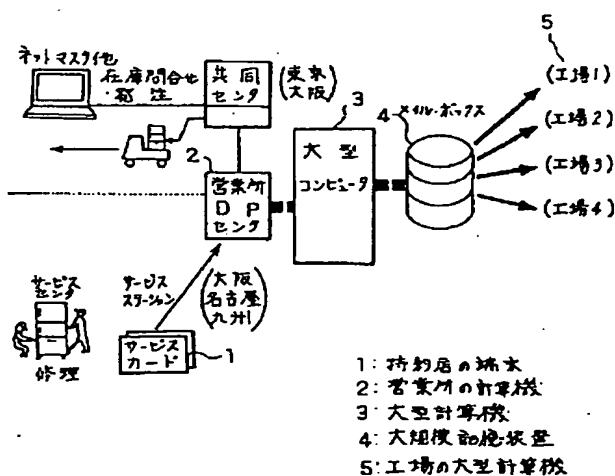 ネットマスタ他
在庫問合せ
・発注
共同
センタ
(東京
大阪)
2
営業所
DP
センタ
3
大型
コンピュータ
4
メイル・ボックス
5
(工場1)
(工場2)
(工場3)
(工場4)
サービス
センタ
修理
サービス
ステーション
(大阪
名古屋
九州)
サービス
カード
1
1:特約店の端末
2:営業所の計算機
3:大型計算機
4:大規模記憶装置
5:工場の大型計算機